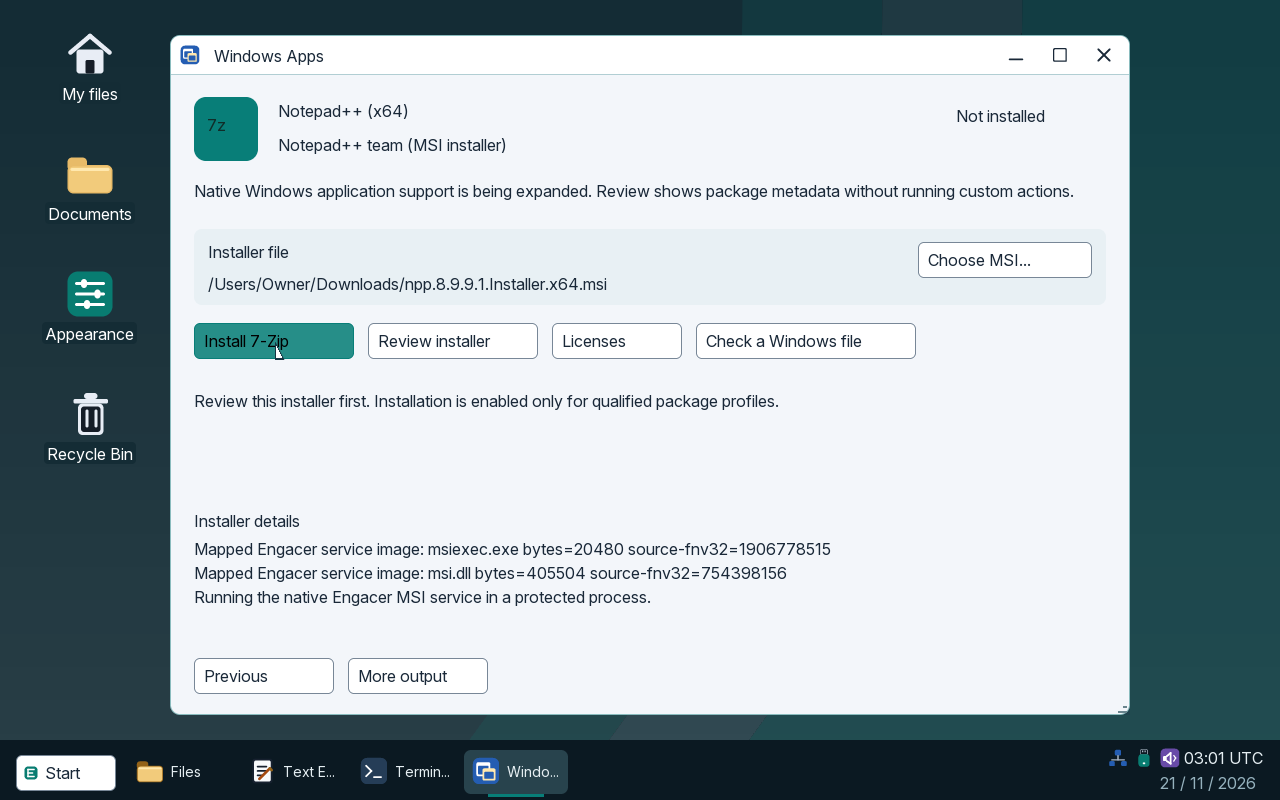 My files
Documents
Appearance
Recycle Bin
Windows Apps
7z
Notepad++ (x64)
Notepad++ team (MSI installer)
Not installed
Native Windows application support is being expanded. Review shows package metadata without running custom actions.
Installer file
/Users/Owner/Downloads/npp.8.9.9.1.Installer.x64.msi
Choose MSI...
Install 7-Zip
Review installer
Licenses
Check a Windows file
Review this installer first. Installation is enabled only for qualified package profiles.
Installer details
Mapped Engacer service image: msiexec.exe bytes=20480 source-fnv32=1906778515
Mapped Engacer service image: msi.dll bytes=405504 source-fnv32=754398156
Running the native Engacer MSI service in a protected process.
Previous
More output
E Start
Files
Text E...
Termin...
Windo...
03:01 UTC
21 / 11 / 2026